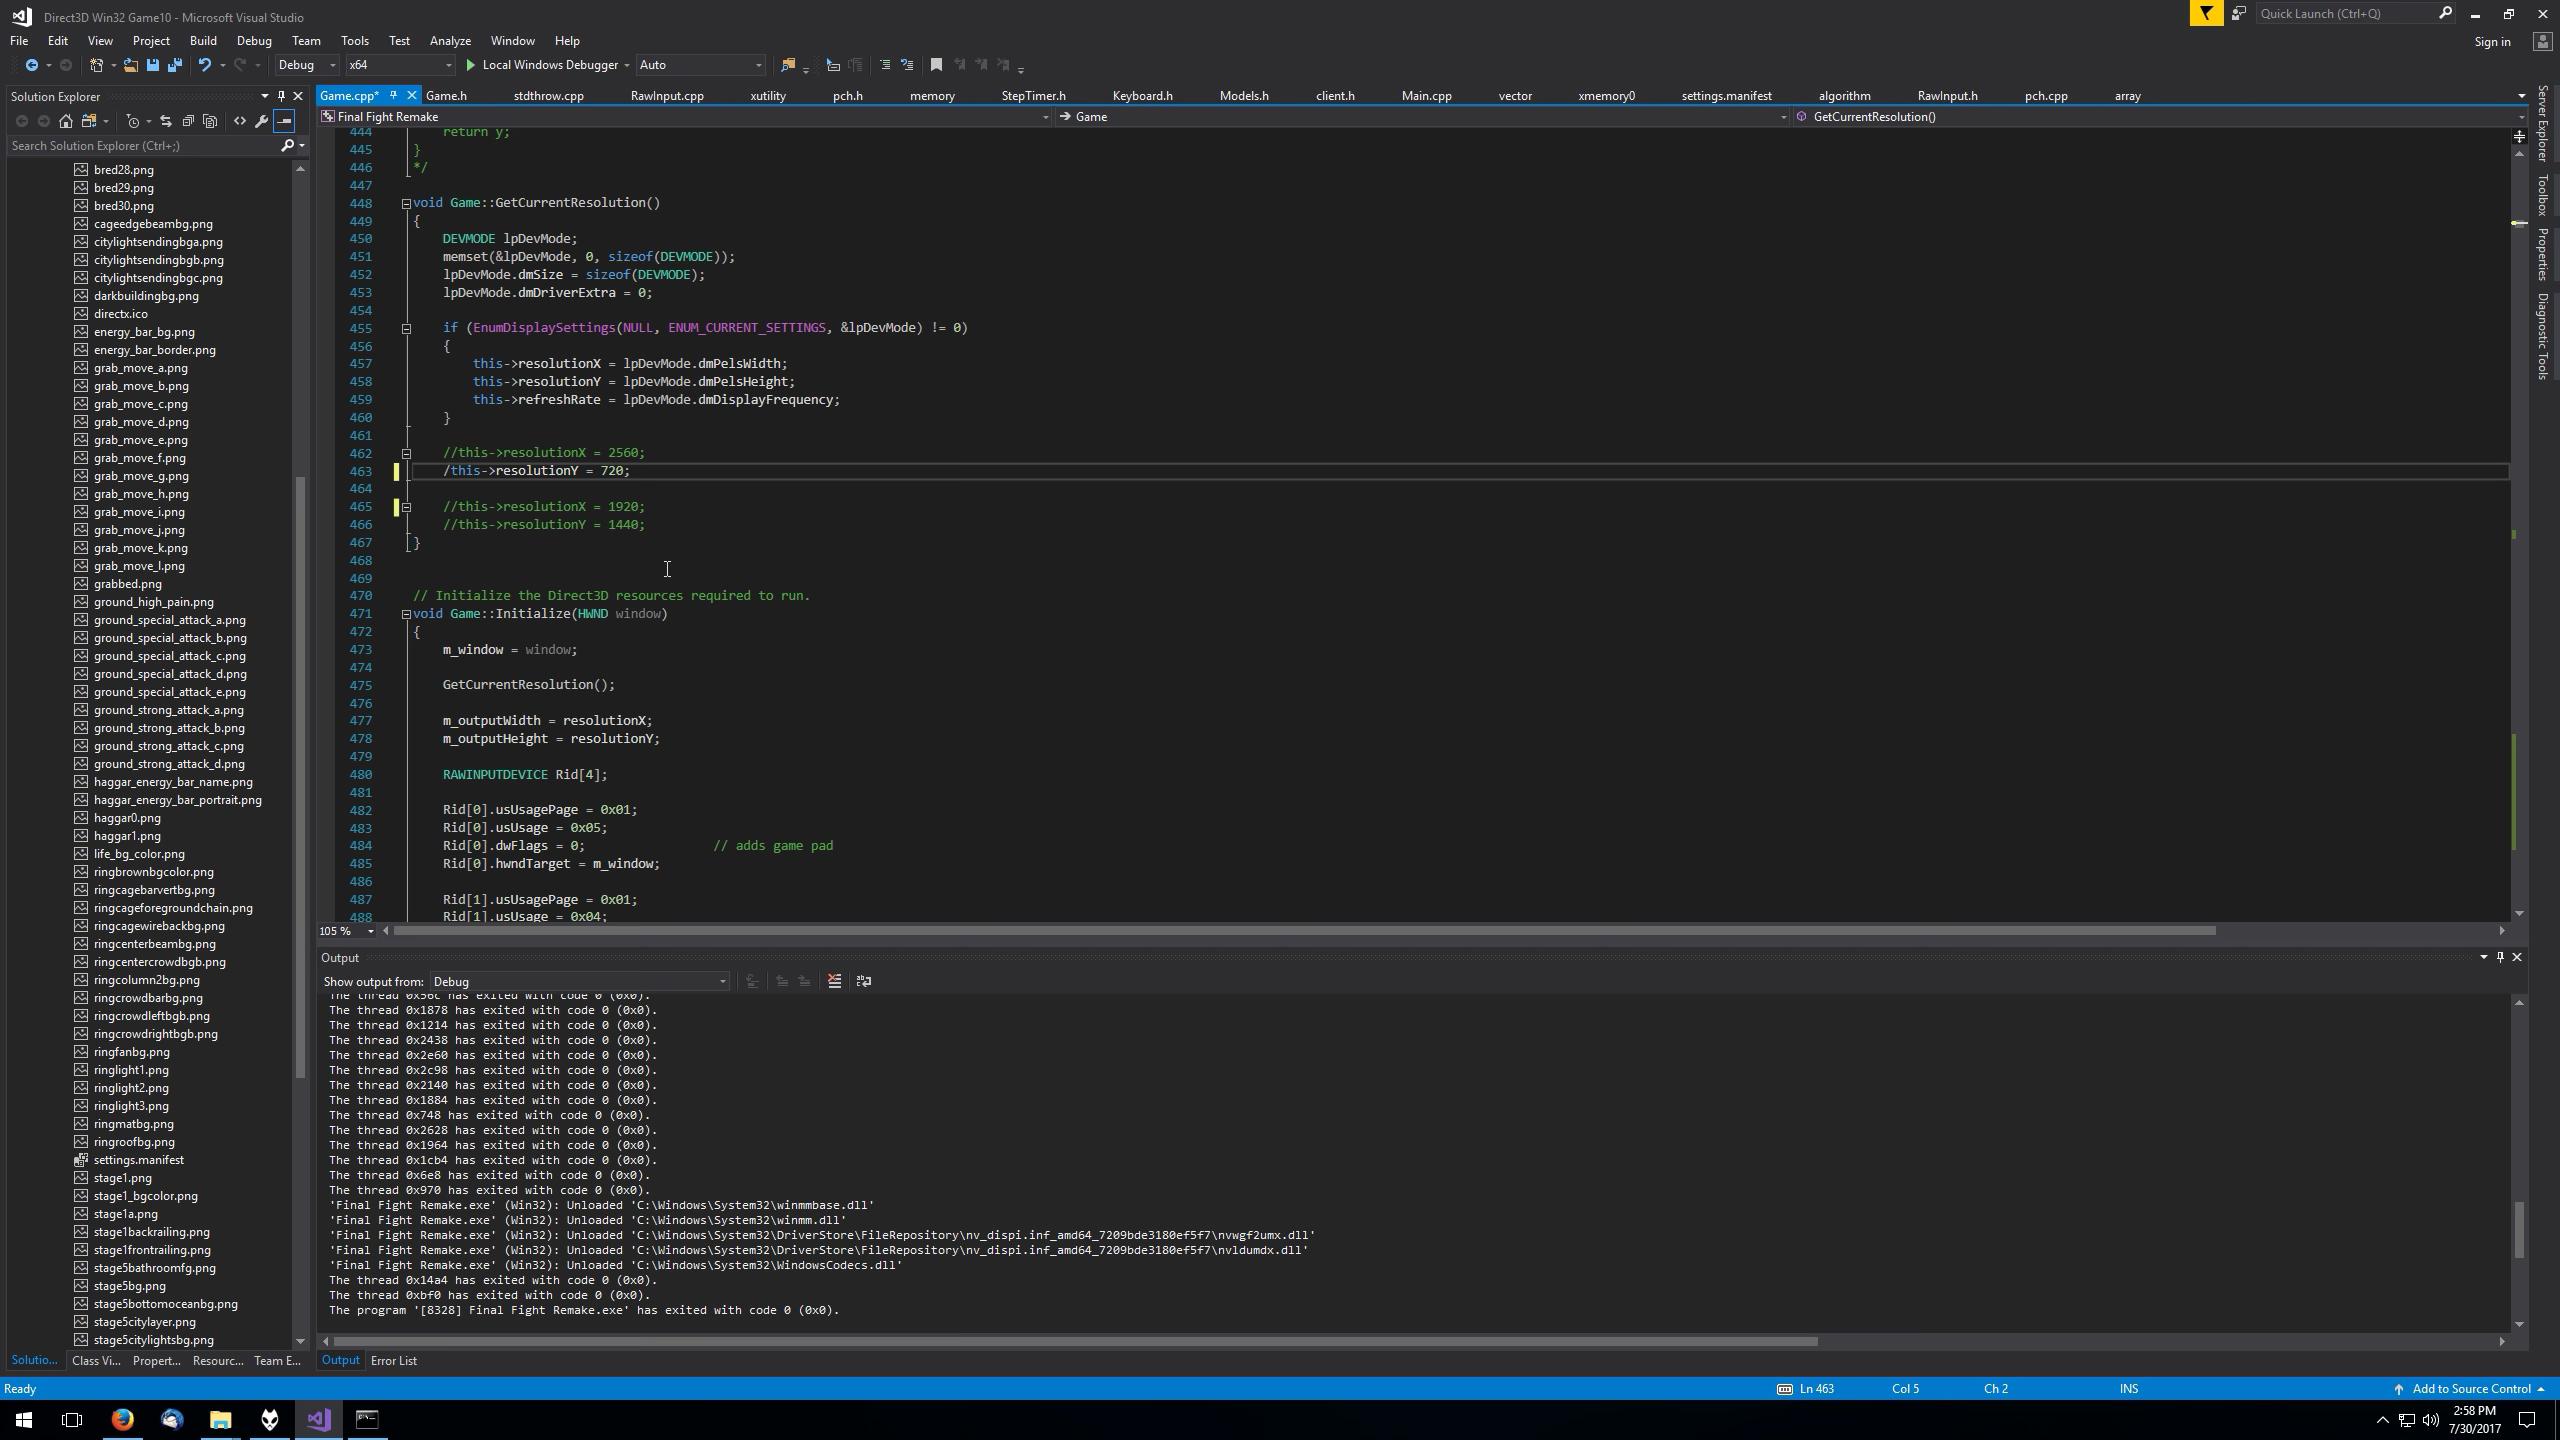 Direct3D Win32 Game10 - Microsoft Visual Studio
Quick Launch (Ctrl+Q)
File Edit View Project Build Debug Team Tools Test Analyze Window Help
Sign in
Debug x64 Local Windows Debugger Auto
Solution Explorer
Search Solution Explorer (Ctrl+;)
bred28.png
bred29.png
bred30.png
cageedgebeambg.png
citylightsendingbga.png
citylightsendingbgb.png
citylightsendingbgc.png
darkbuildingbg.png
directx.ico
energy_bar_bg.png
energy_bar_border.png
grab_move_a.png
grab_move_b.png
grab_move_c.png
grab_move_d.png
grab_move_e.png
grab_move_f.png
grab_move_g.png
grab_move_h.png
grab_move_i.png
grab_move_j.png
grab_move_k.png
grab_move_l.png
grabbed.png
ground_high_pain.png
ground_special_attack_a.png
ground_special_attack_b.png
ground_special_attack_c.png
ground_special_attack_d.png
ground_special_attack_e.png
ground_strong_attack_a.png
ground_strong_attack_b.png
ground_strong_attack_c.png
ground_strong_attack_d.png
haggar_energy_bar_name.png
haggar_energy_bar_portrait.png
haggar0.png
haggar1.png
life_bg_color.png
ringbrownbgcolor.png
ringcagebarvertbg.png
ringcageforegroundchain.png
ringcagewirebackbg.png
ringcenterbeambg.png
ringcentercrowdbgb.png
ringcolumn2bg.png
ringcrowdbarbg.png
ringcrowdleftbgb.png
ringcrowdrightbgb.png
ringfanbg.png
ringlight1.png
ringlight2.png
ringlight3.png
ringmatbg.png
ringroofbg.png
settings.manifest
stage1.png
stage1_bgcolor.png
stage1a.png
stage1backrailing.png
stage1frontrailing.png
stage5bathroomfg.png
stage5bg.png
stage5bottomoceanbg.png
stage5citylayer.png
stage5citylightsbg.png
Solutio... Class Vi... Propert... Resourc... Team E...
Game.cpp* Game.h stdthrow.cpp RawInput.cpp xutility pch.h memory StepTimer.h Keyboard.h Models.h client.h Main.cpp vector xmemory0 settings.manifest algorithm RawInput.h pch.cpp array
Final Fight Remake Game GetCurrentResolution()
444 return y;
445 }
446 */
447
448 void Game::GetCurrentResolution()
449 {
450 DEVMODE lpDevMode;
451 memset(&lpDevMode, 0, sizeof(DEVMODE));
452 lpDevMode.dmSize = sizeof(DEVMODE);
453 lpDevMode.dmDriverExtra = 0;
454
455 if (EnumDisplaySettings(NULL, ENUM_CURRENT_SETTINGS, &lpDevMode) != 0)
456 {
457 this->resolutionX = lpDevMode.dmPelsWidth;
458 this->resolutionY = lpDevMode.dmPelsHeight;
459 this->refreshRate = lpDevMode.dmDisplayFrequency;
460 }
461
462 //this->resolutionX = 2560;
463 /this->resolutionY = 720;
464
465 //this->resolutionX = 1920;
466 //this->resolutionY = 1440;
467 }
468
469
470 // Initialize the Direct3D resources required to run.
471 void Game::Initialize(HWND window)
472 {
473 m_window = window;
474
475 GetCurrentResolution();
476
477 m_outputWidth = resolutionX;
478 m_outputHeight = resolutionY;
479
480 RAWINPUTDEVICE Rid[4];
481
482 Rid[0].usUsagePage = 0x01;
483 Rid[0].usUsage = 0x05;
484 Rid[0].dwFlags = 0; // adds game pad
485 Rid[0].hwndTarget = m_window;
486
487 Rid[1].usUsagePage = 0x01;
488 Rid[1].usUsage = 0x04;
105 %
Output
Show output from: Debug
The thread 0x56c has exited with code 0 (0x0).
The thread 0x1878 has exited with code 0 (0x0).
The thread 0x1214 has exited with code 0 (0x0).
The thread 0x2438 has exited with code 0 (0x0).
The thread 0x2e60 has exited with code 0 (0x0).
The thread 0x2c98 has exited with code 0 (0x0).
The thread 0x2140 has exited with code 0 (0x0).
The thread 0x1884 has exited with code 0 (0x0).
The thread 0x748 has exited with code 0 (0x0).
The thread 0x2628 has exited with code 0 (0x0).
The thread 0x1964 has exited with code 0 (0x0).
The thread 0x1cb4 has exited with code 0 (0x0).
The thread 0x6e8 has exited with code 0 (0x0).
The thread 0x970 has exited with code 0 (0x0).
'Final Fight Remake.exe' (Win32): Unloaded 'C:\Windows\System32\winmmbase.dll'
'Final Fight Remake.exe' (Win32): Unloaded 'C:\Windows\System32\winmm.dll'
'Final Fight Remake.exe' (Win32): Unloaded 'C:\Windows\System32\DriverStore\FileRepository\nv_dispi.inf_amd64_7209bde3180ef5f7\nvwgf2umx.dll'
'Final Fight Remake.exe' (Win32): Unloaded 'C:\Windows\System32\DriverStore\FileRepository\nv_dispi.inf_amd64_7209bde3180ef5f7\nvldumdx.dll'
'Final Fight Remake.exe' (Win32): Unloaded 'C:\Windows\System32\WindowsCodecs.dll'
The thread 0x14a4 has exited with code 0 (0x0).
The thread 0xbf0 has exited with code 0 (0x0).
The program '[8328] Final Fight Remake.exe' has exited with code 0 (0x0).
Output Error List
Server Explorer
Toolbox
Properties
Diagnostic Tools
Ready Ln 463 Col 5 Ch 2 INS Add to Source Control
2:58 PM
7/30/2017